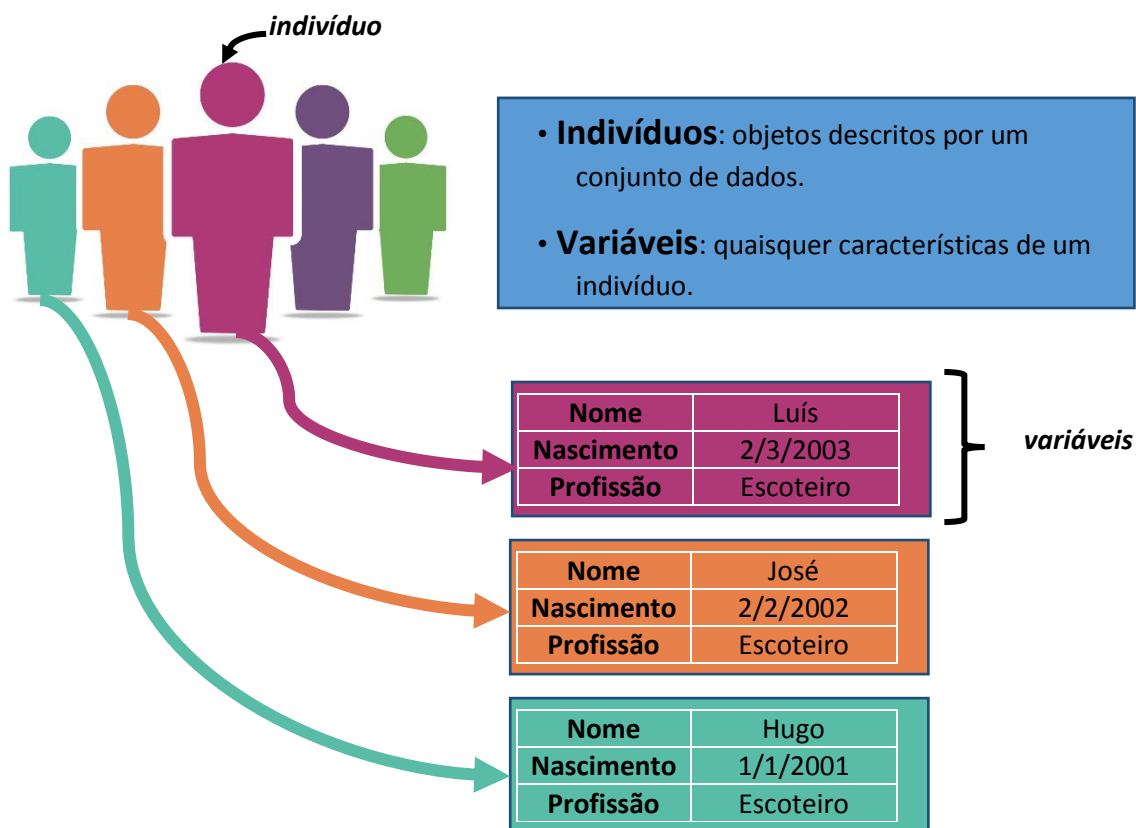 indivíduo
• Indivíduos: objetos descritos por um
conjunto de dados.
• Variáveis: quaisquer características de um
indivíduo.
Nome Luís
Nascimento 2/3/2003
Profissão Escoteiro
variáveis
Nome José
Nascimento 2/2/2002
Profissão Escoteiro
Nome Hugo
Nascimento 1/1/2001
Profissão Escoteiro